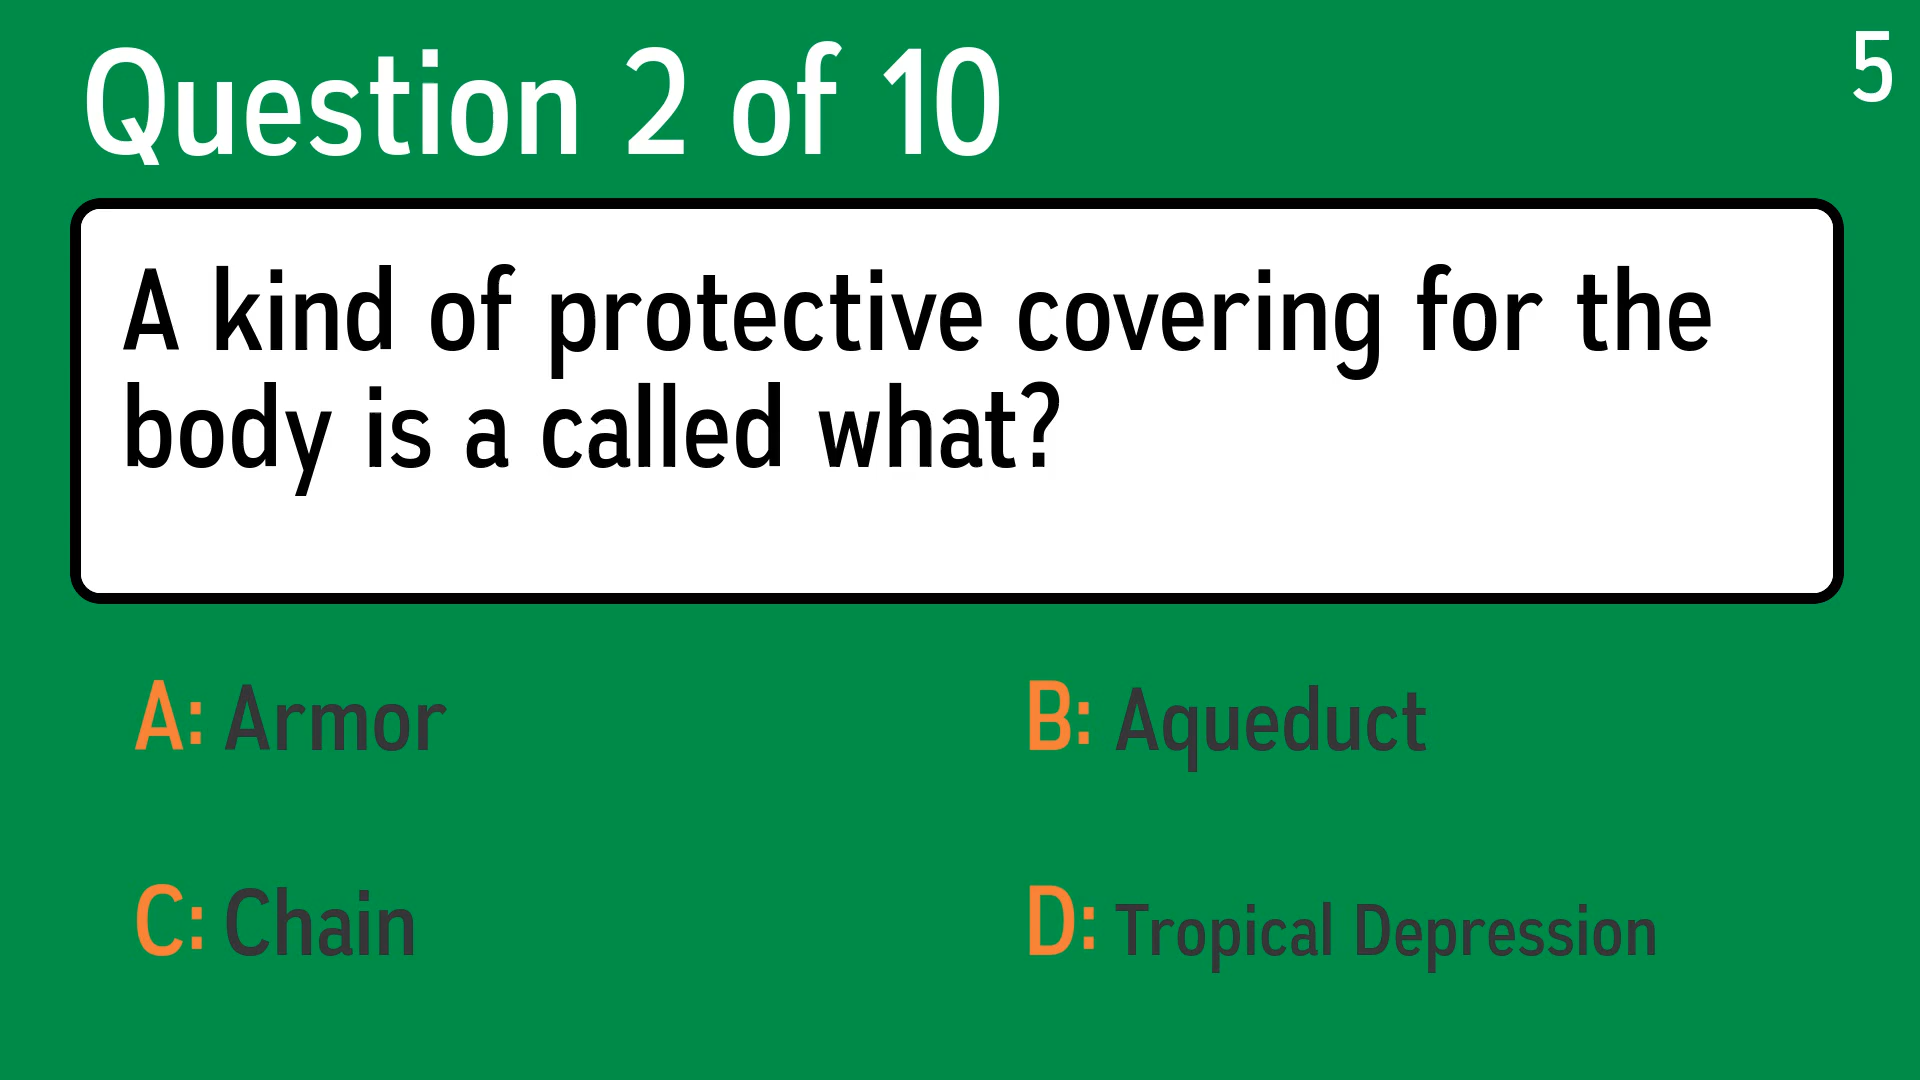 Question 2 of 10
5
A kind of protective covering for the
body is a called what?
A: Armor
B: Aqueduct
C: Chain
D: Tropical Depression